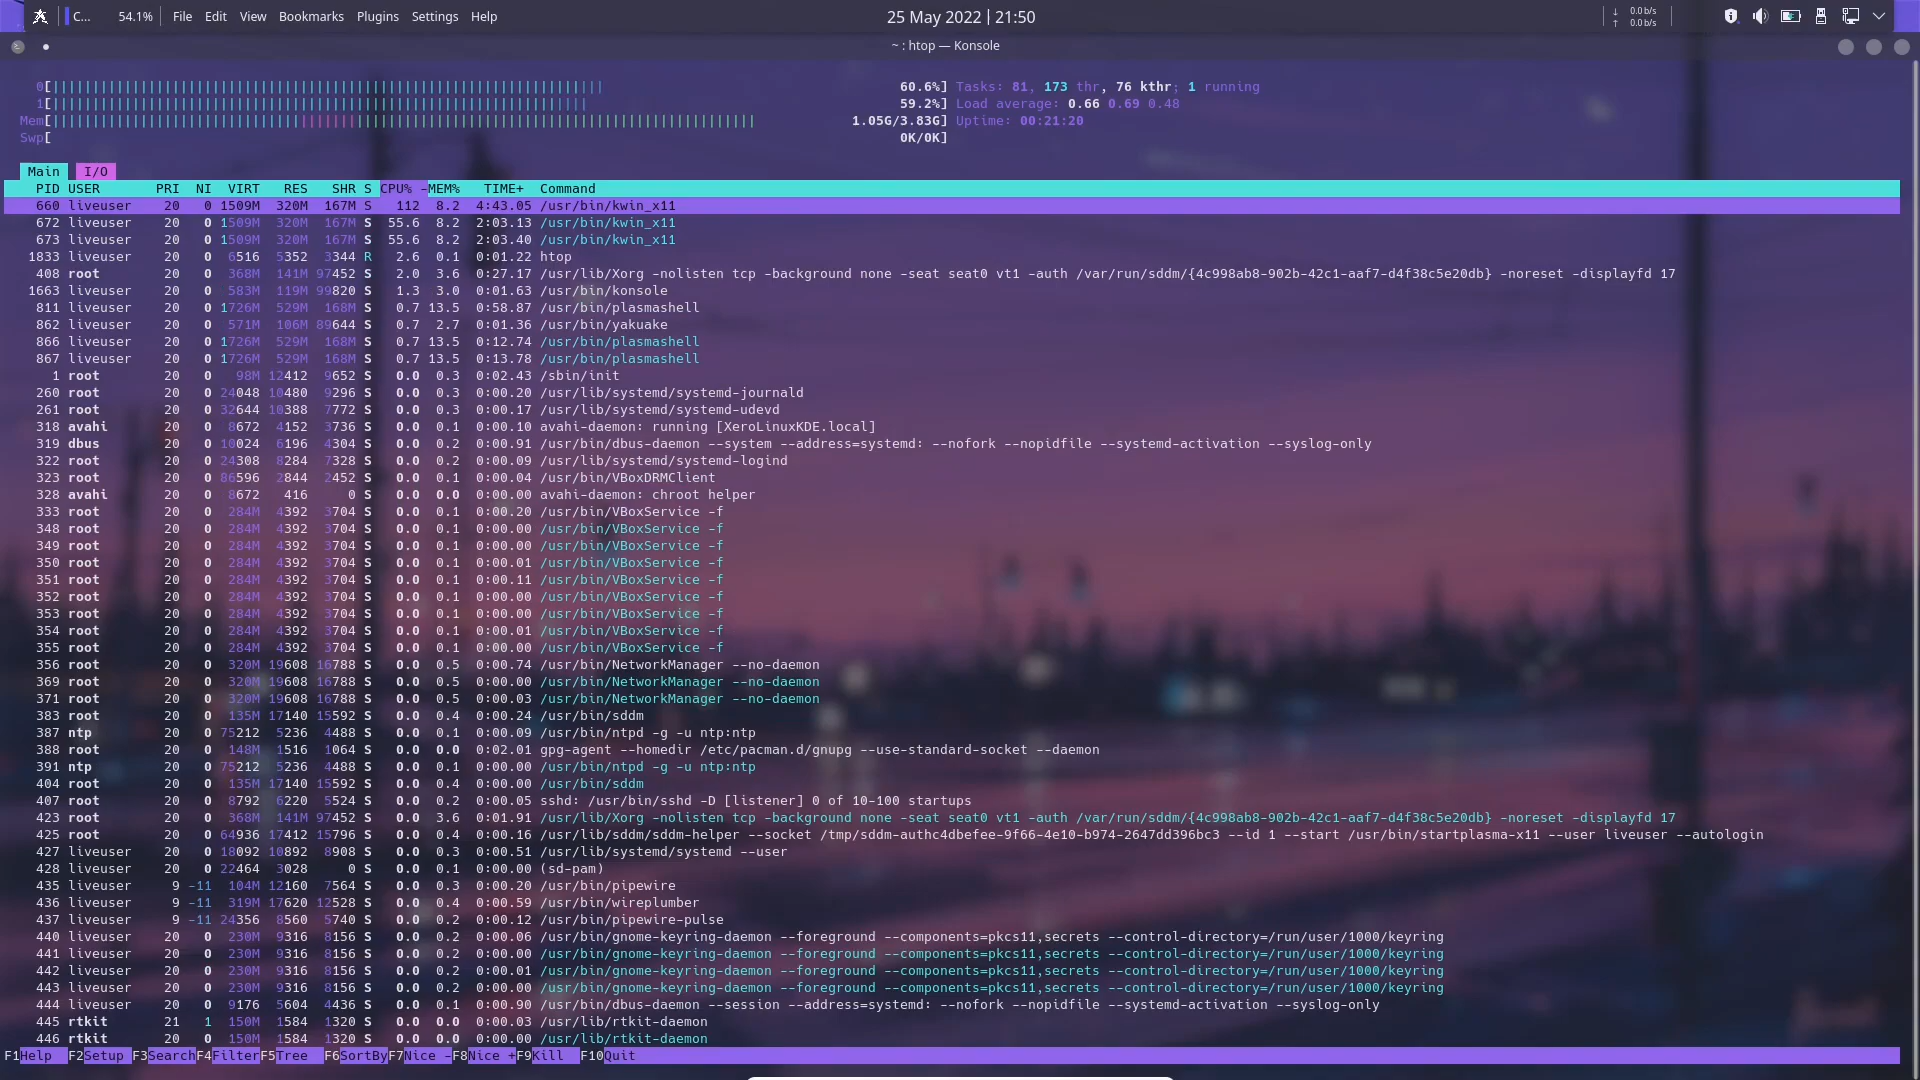 C... 54.1% File Edit View Bookmarks Plugins Settings Help 25 May 2022 | 21:50 ↓ 0.0 b/s
↑ 0.0 b/s
~ : htop — Konsole
0[ 60.6%] Tasks: 81, 173 thr, 76 kthr; 1 running
1[ 59.2%] Load average: 0.66 0.69 0.48
Mem[ 1.05G/3.83G] Uptime: 00:21:20
Swp[ 0K/0K]
Main I/O
PID USER PRI NI VIRT RES SHR S CPU% -MEM% TIME+ Command
660 liveuser 20 0 1509M 320M 167M S 112 8.2 4:43.05 /usr/bin/kwin_x11
672 liveuser 20 0 1509M 320M 167M S 55.6 8.2 2:03.13 /usr/bin/kwin_x11
673 liveuser 20 0 1509M 320M 167M S 55.6 8.2 2:03.40 /usr/bin/kwin_x11
1833 liveuser 20 0 6516 5352 3344 R 2.6 0.1 0:01.22 htop
408 root 20 0 368M 141M 97452 S 2.0 3.6 0:27.17 /usr/lib/Xorg -nolisten tcp -background none -seat seat0 vt1 -auth /var/run/sddm/{4c998ab8-902b-42c1-aaf7-d4f38c5e20db} -noreset -displayfd 17
1663 liveuser 20 0 583M 119M 99820 S 1.3 3.0 0:01.63 /usr/bin/konsole
811 liveuser 20 0 1726M 529M 168M S 0.7 13.5 0:58.87 /usr/bin/plasmashell
862 liveuser 20 0 571M 106M 89644 S 0.7 2.7 0:01.36 /usr/bin/yakuake
866 liveuser 20 0 1726M 529M 168M S 0.7 13.5 0:12.74 /usr/bin/plasmashell
867 liveuser 20 0 1726M 529M 168M S 0.7 13.5 0:13.78 /usr/bin/plasmashell
1 root 20 0 98M 12412 9652 S 0.0 0.3 0:02.43 /sbin/init
260 root 20 0 24048 10480 9296 S 0.0 0.3 0:00.20 /usr/lib/systemd/systemd-journald
261 root 20 0 32644 10388 7772 S 0.0 0.3 0:00.17 /usr/lib/systemd/systemd-udevd
318 avahi 20 0 8672 4152 3736 S 0.0 0.1 0:00.10 avahi-daemon: running [XeroLinuxKDE.local]
319 dbus 20 0 10024 6196 4304 S 0.0 0.2 0:00.91 /usr/bin/dbus-daemon --system --address=systemd: --nofork --nopidfile --systemd-activation --syslog-only
322 root 20 0 24308 8284 7328 S 0.0 0.2 0:00.09 /usr/lib/systemd/systemd-logind
323 root 20 0 86596 2844 2452 S 0.0 0.1 0:00.04 /usr/bin/VBoxDRMClient
328 avahi 20 0 8672 416 0 S 0.0 0.0 0:00.00 avahi-daemon: chroot helper
333 root 20 0 284M 4392 3704 S 0.0 0.1 0:00.20 /usr/bin/VBoxService -f
348 root 20 0 284M 4392 3704 S 0.0 0.1 0:00.00 /usr/bin/VBoxService -f
349 root 20 0 284M 4392 3704 S 0.0 0.1 0:00.00 /usr/bin/VBoxService -f
350 root 20 0 284M 4392 3704 S 0.0 0.1 0:00.01 /usr/bin/VBoxService -f
351 root 20 0 284M 4392 3704 S 0.0 0.1 0:00.11 /usr/bin/VBoxService -f
352 root 20 0 284M 4392 3704 S 0.0 0.1 0:00.00 /usr/bin/VBoxService -f
353 root 20 0 284M 4392 3704 S 0.0 0.1 0:00.00 /usr/bin/VBoxService -f
354 root 20 0 284M 4392 3704 S 0.0 0.1 0:00.01 /usr/bin/VBoxService -f
355 root 20 0 284M 4392 3704 S 0.0 0.1 0:00.00 /usr/bin/VBoxService -f
356 root 20 0 320M 19608 16788 S 0.0 0.5 0:00.74 /usr/bin/NetworkManager --no-daemon
369 root 20 0 320M 19608 16788 S 0.0 0.5 0:00.00 /usr/bin/NetworkManager --no-daemon
371 root 20 0 320M 19608 16788 S 0.0 0.5 0:00.03 /usr/bin/NetworkManager --no-daemon
383 root 20 0 135M 17140 15592 S 0.0 0.4 0:00.24 /usr/bin/sddm
387 ntp 20 0 75212 5236 4488 S 0.0 0.1 0:00.09 /usr/bin/ntpd -g -u ntp:ntp
388 root 20 0 148M 1516 1064 S 0.0 0.0 0:02.01 gpg-agent --homedir /etc/pacman.d/gnupg --use-standard-socket --daemon
391 ntp 20 0 75212 5236 4488 S 0.0 0.1 0:00.00 /usr/bin/ntpd -g -u ntp:ntp
404 root 20 0 135M 17140 15592 S 0.0 0.4 0:00.00 /usr/bin/sddm
407 root 20 0 8792 6220 5524 S 0.0 0.2 0:00.05 sshd: /usr/bin/sshd -D [listener] 0 of 10-100 startups
423 root 20 0 368M 141M 97452 S 0.0 3.6 0:01.91 /usr/lib/Xorg -nolisten tcp -background none -seat seat0 vt1 -auth /var/run/sddm/{4c998ab8-902b-42c1-aaf7-d4f38c5e20db} -noreset -displayfd 17
425 root 20 0 64936 17412 15796 S 0.0 0.4 0:00.16 /usr/lib/sddm/sddm-helper --socket /tmp/sddm-authc4dbefee-9f66-4e10-b974-2647dd396bc3 --id 1 --start /usr/bin/startplasma-x11 --user liveuser --autologin
427 liveuser 20 0 18092 10892 8908 S 0.0 0.3 0:00.51 /usr/lib/systemd/systemd --user
428 liveuser 20 0 22464 3028 0 S 0.0 0.1 0:00.00 (sd-pam)
435 liveuser 9 -11 104M 12160 7564 S 0.0 0.3 0:00.20 /usr/bin/pipewire
436 liveuser 9 -11 319M 17620 12528 S 0.0 0.4 0:00.59 /usr/bin/wireplumber
437 liveuser 9 -11 24356 8560 5740 S 0.0 0.2 0:00.12 /usr/bin/pipewire-pulse
440 liveuser 20 0 230M 9316 8156 S 0.0 0.2 0:00.06 /usr/bin/gnome-keyring-daemon --foreground --components=pkcs11,secrets --control-directory=/run/user/1000/keyring
441 liveuser 20 0 230M 9316 8156 S 0.0 0.2 0:00.00 /usr/bin/gnome-keyring-daemon --foreground --components=pkcs11,secrets --control-directory=/run/user/1000/keyring
442 liveuser 20 0 230M 9316 8156 S 0.0 0.2 0:00.01 /usr/bin/gnome-keyring-daemon --foreground --components=pkcs11,secrets --control-directory=/run/user/1000/keyring
443 liveuser 20 0 230M 9316 8156 S 0.0 0.2 0:00.00 /usr/bin/gnome-keyring-daemon --foreground --components=pkcs11,secrets --control-directory=/run/user/1000/keyring
444 liveuser 20 0 9176 5604 4436 S 0.0 0.1 0:00.90 /usr/bin/dbus-daemon --session --address=systemd: --nofork --nopidfile --systemd-activation --syslog-only
445 rtkit 21 1 150M 1584 1320 S 0.0 0.0 0:00.03 /usr/lib/rtkit-daemon
446 rtkit 20 0 150M 1584 1320 S 0.0 0.0 0:00.00 /usr/lib/rtkit-daemon
F1Help F2Setup F3SearchF4FilterF5Tree F6SortByF7Nice -F8Nice +F9Kill F10Quit